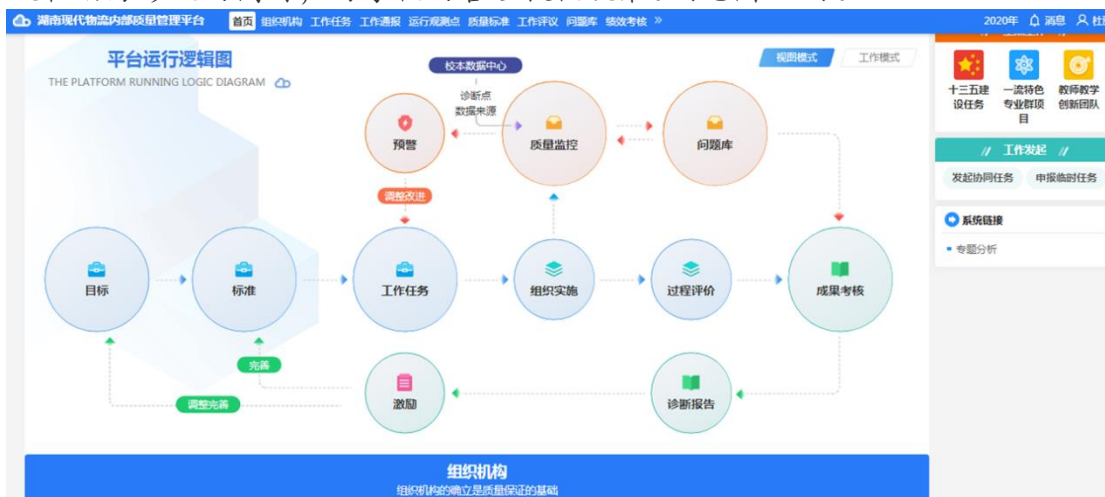 湖南现代物流内部质量管理平台 首页 组织机构 工作任务 工作通报 运行观测点 质量标准 工作评议 问题库 绩效考核 » 2020年 消息
平台运行逻辑图
THE PLATFORM RUNNING LOGIC DIAGRAM
视图模式 工作模式
校本数据中心
诊断点
数据来源
预警
质量监控
问题库
调整改进
目标
标准
工作任务
组织实施
过程评价
成果考核
完善
调整完善
激励
诊断报告
组织机构
组织机构的确立是质量保证的基础
十三五建
设任务
一流特色
专业群项
目
教师教学
创新团队
// 工作发起 //
发起协同任务 申报临时任务
系统链接
专题分析